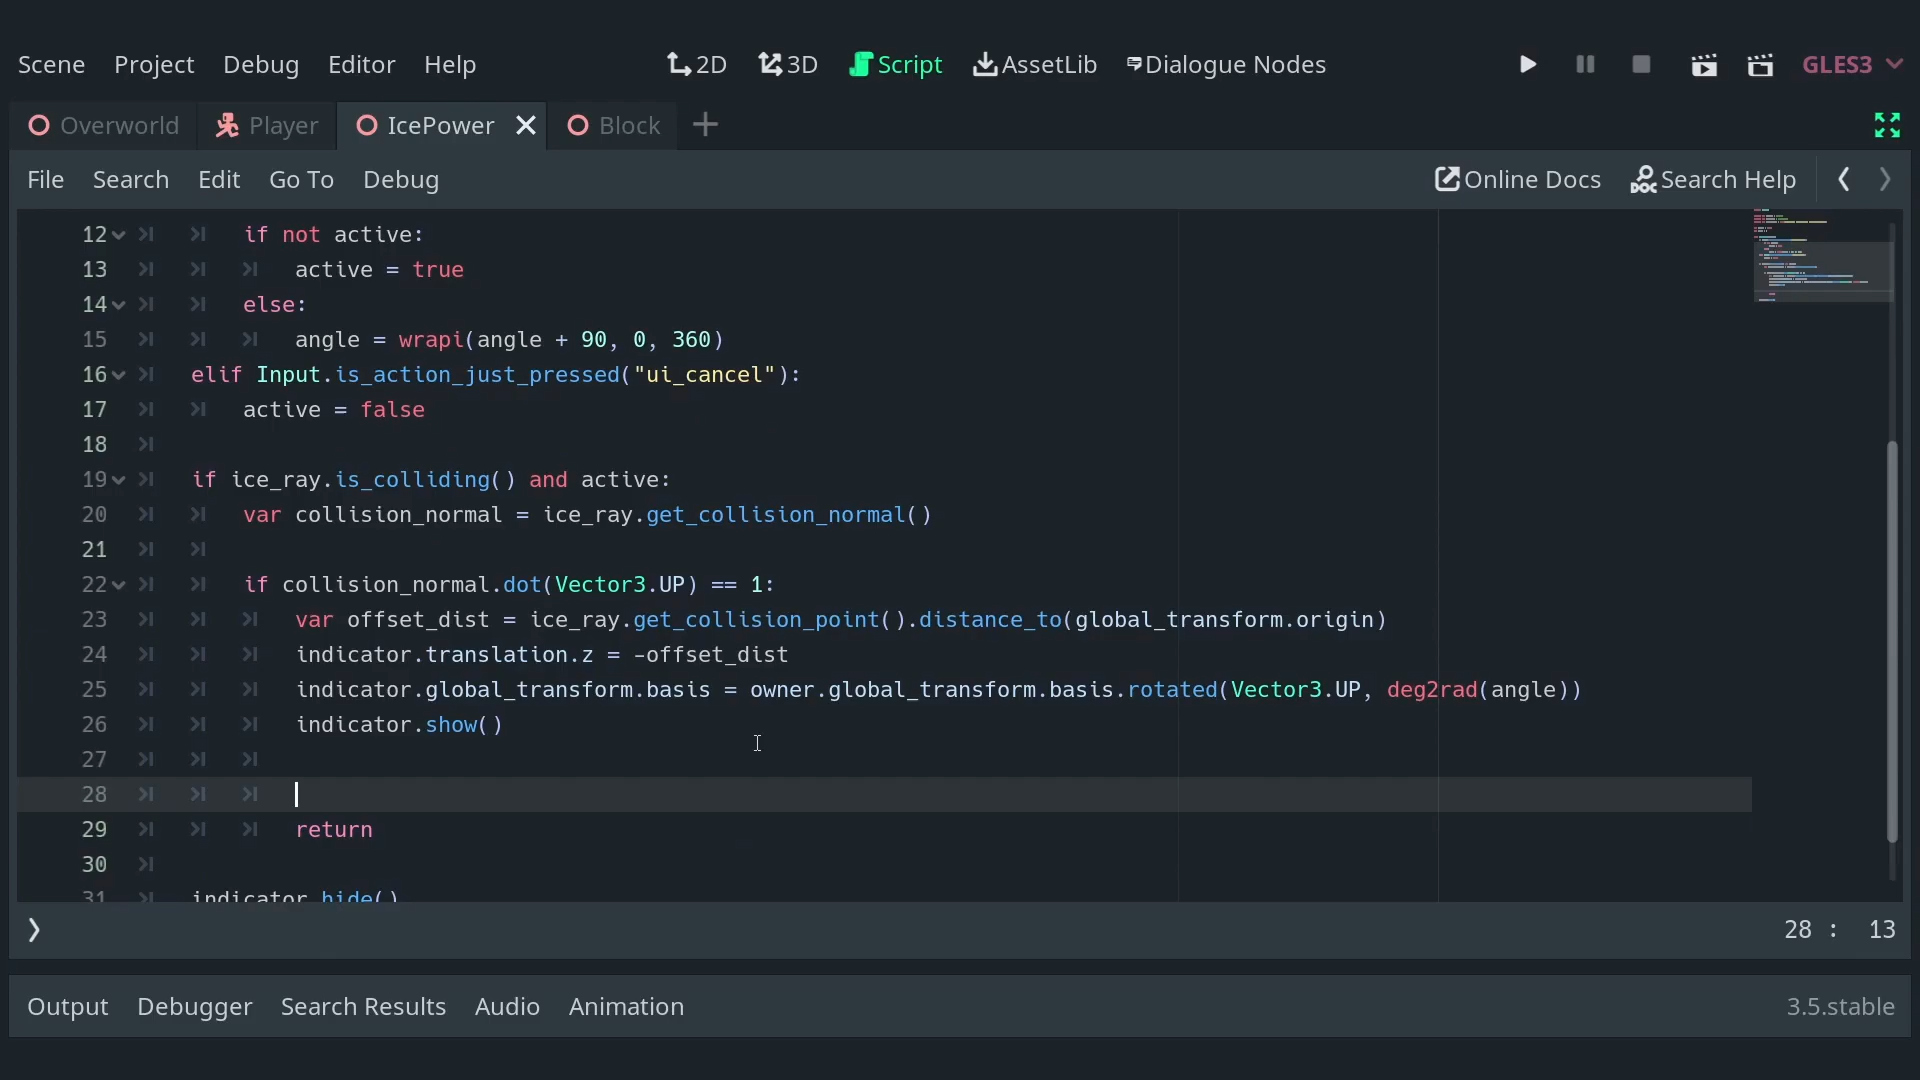 Scene Project Debug Editor Help 2D 3D Script AssetLib Dialogue Nodes GLES3
Overworld Player IcePower Block
File Search Edit Go To Debug Online Docs Search Help
12 if not active:
13 active = true
14 else:
15 angle = wrapi(angle + 90, 0, 360)
16 elif Input.is_action_just_pressed("ui_cancel"):
17 active = false
18
19 if ice_ray.is_colliding() and active:
20 var collision_normal = ice_ray.get_collision_normal()
21
22 if collision_normal.dot(Vector3.UP) == 1:
23 var offset_dist = ice_ray.get_collision_point().distance_to(global_transform.origin)
24 indicator.translation.z = -offset_dist
25 indicator.global_transform.basis = owner.global_transform.basis.rotated(Vector3.UP, deg2rad(angle))
26 indicator.show()
27
28
29 return
30
31 indicator.hide()
28 : 13
Output Debugger Search Results Audio Animation 3.5.stable